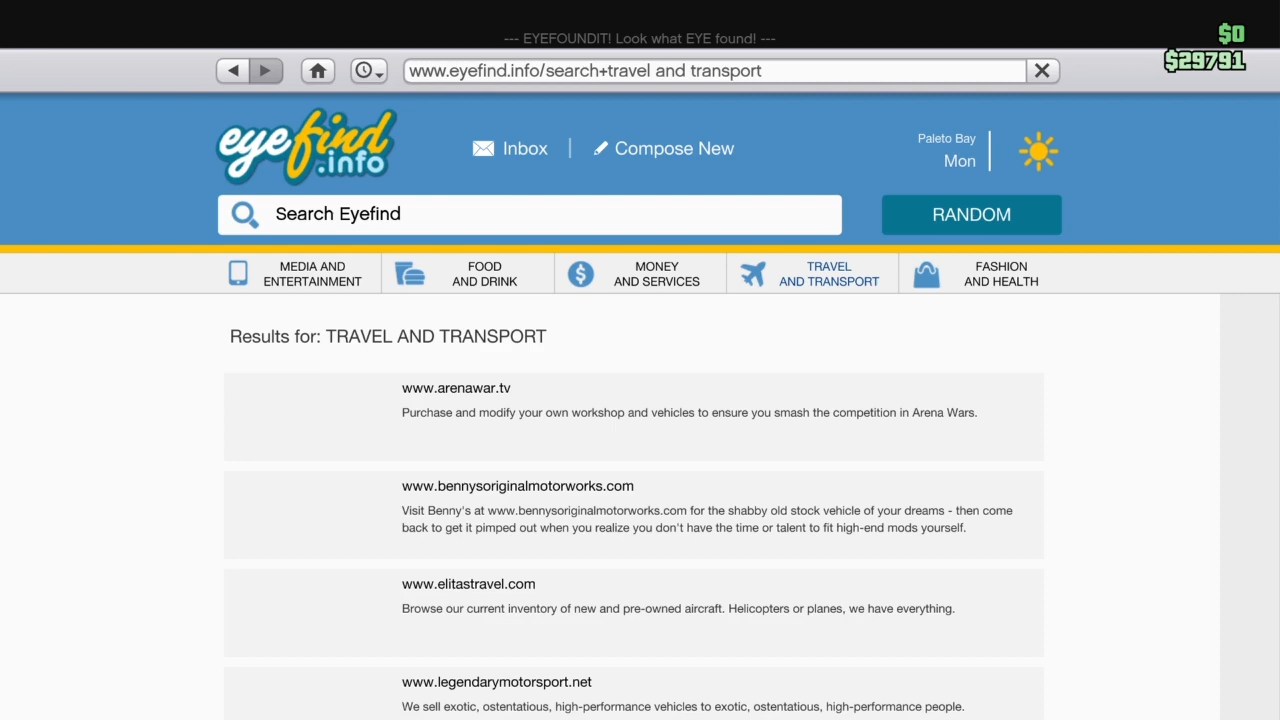 --- EYEFOUNDIT! Look what EYE found! ---
$0
$29791
www.eyefind.info/search+travel and transport
eyefind
.info
Inbox
Compose New
Paleto Bay
Mon
Search Eyefind
RANDOM
MEDIA AND
ENTERTAINMENT
FOOD
AND DRINK
MONEY
AND SERVICES
TRAVEL
AND TRANSPORT
FASHION
AND HEALTH
Results for: TRAVEL AND TRANSPORT
www.arenawar.tv
Purchase and modify your own workshop and vehicles to ensure you smash the competition in Arena Wars.
www.bennysoriginalmotorworks.com
Visit Benny's at www.bennysoriginalmotorworks.com for the shabby old stock vehicle of your dreams - then come
back to get it pimped out when you realize you don't have the time or talent to fit high-end mods yourself.
www.elitastravel.com
Browse our current inventory of new and pre-owned aircraft. Helicopters or planes, we have everything.
www.legendarymotorsport.net
We sell exotic, ostentatious, high-performance vehicles to exotic, ostentatious, high-performance people.